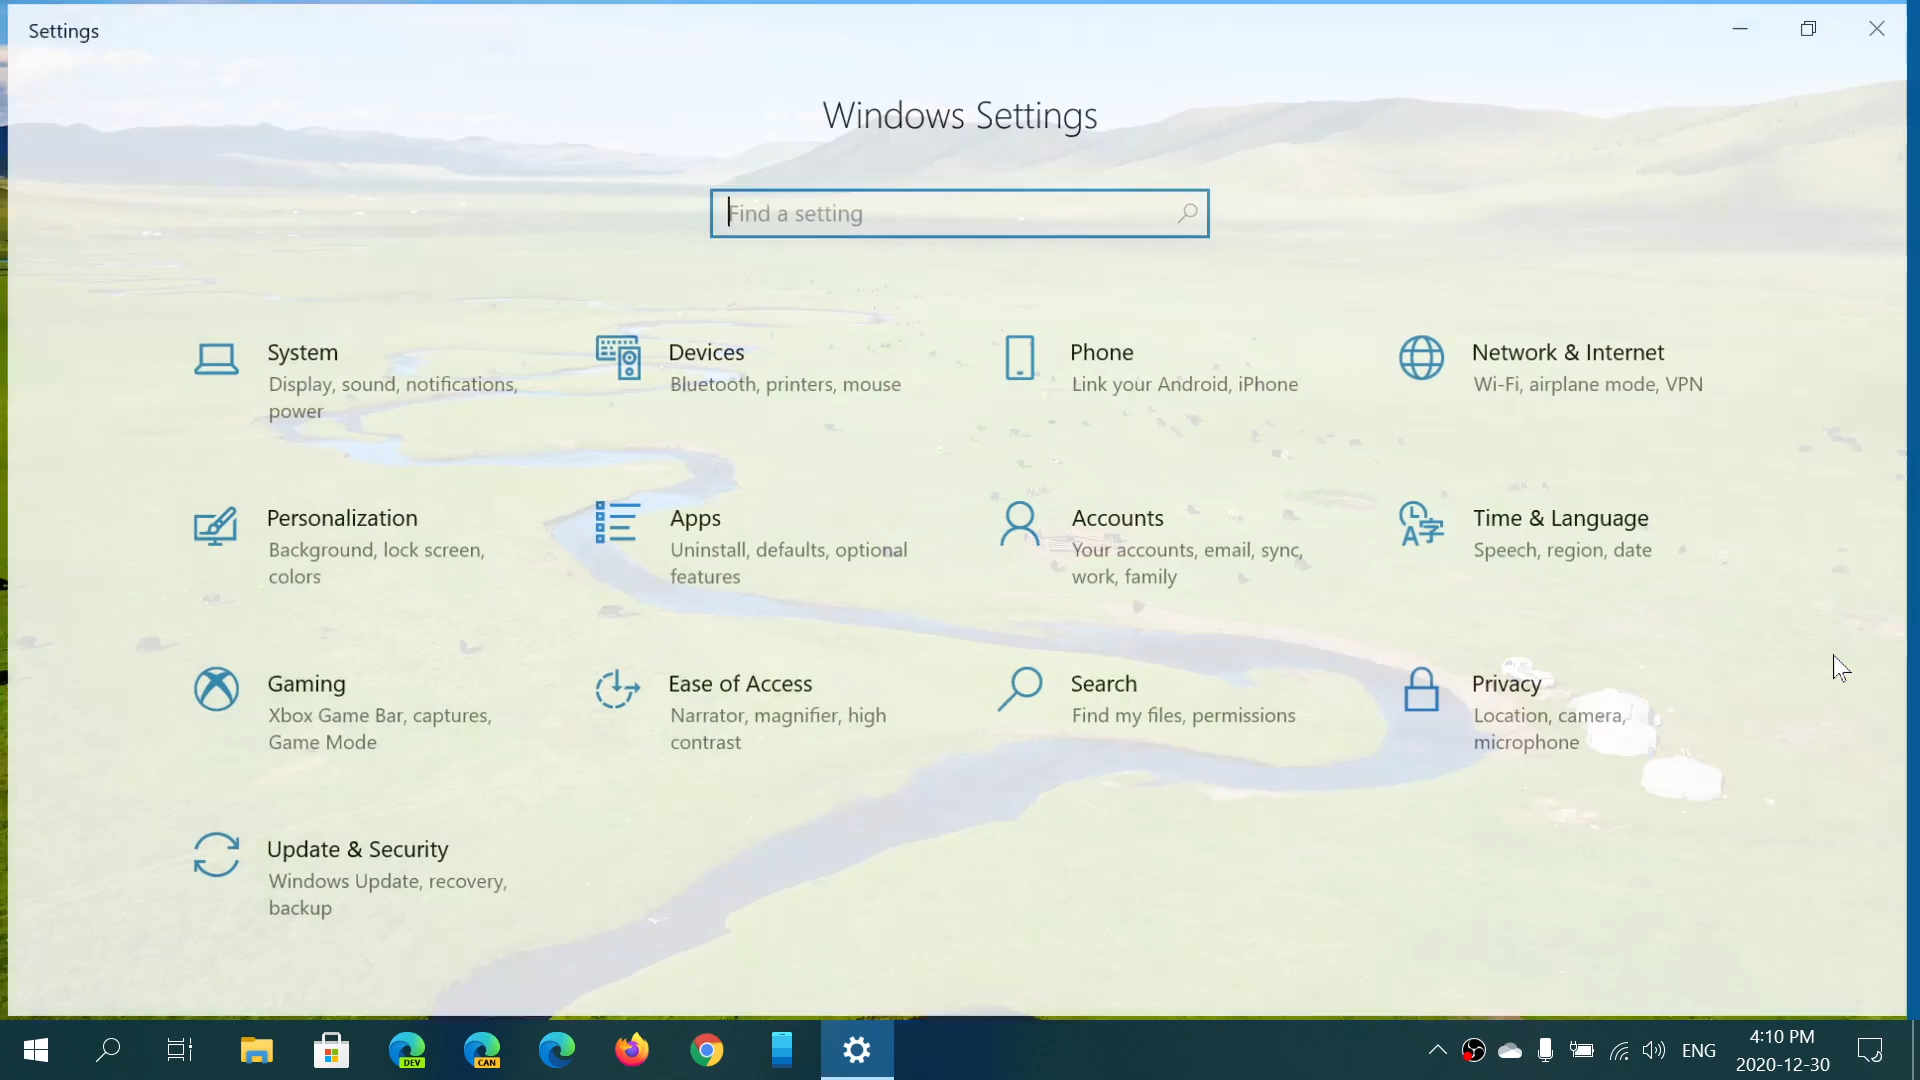 Settings
Windows Settings
Find a setting
System
Display, sound, notifications,
power
Devices
Bluetooth, printers, mouse
Phone
Link your Android, iPhone
Network & Internet
Wi-Fi, airplane mode, VPN
Personalization
Background, lock screen,
colors
Apps
Uninstall, defaults, optional
features
Accounts
Your accounts, email, sync,
work, family
Time & Language
Speech, region, date
Gaming
Xbox Game Bar, captures,
Game Mode
Ease of Access
Narrator, magnifier, high
contrast
Search
Find my files, permissions
Privacy
Location, camera,
microphone
Update & Security
Windows Update, recovery,
backup
DEV
CAN
ENG
4:10 PM
2020-12-30